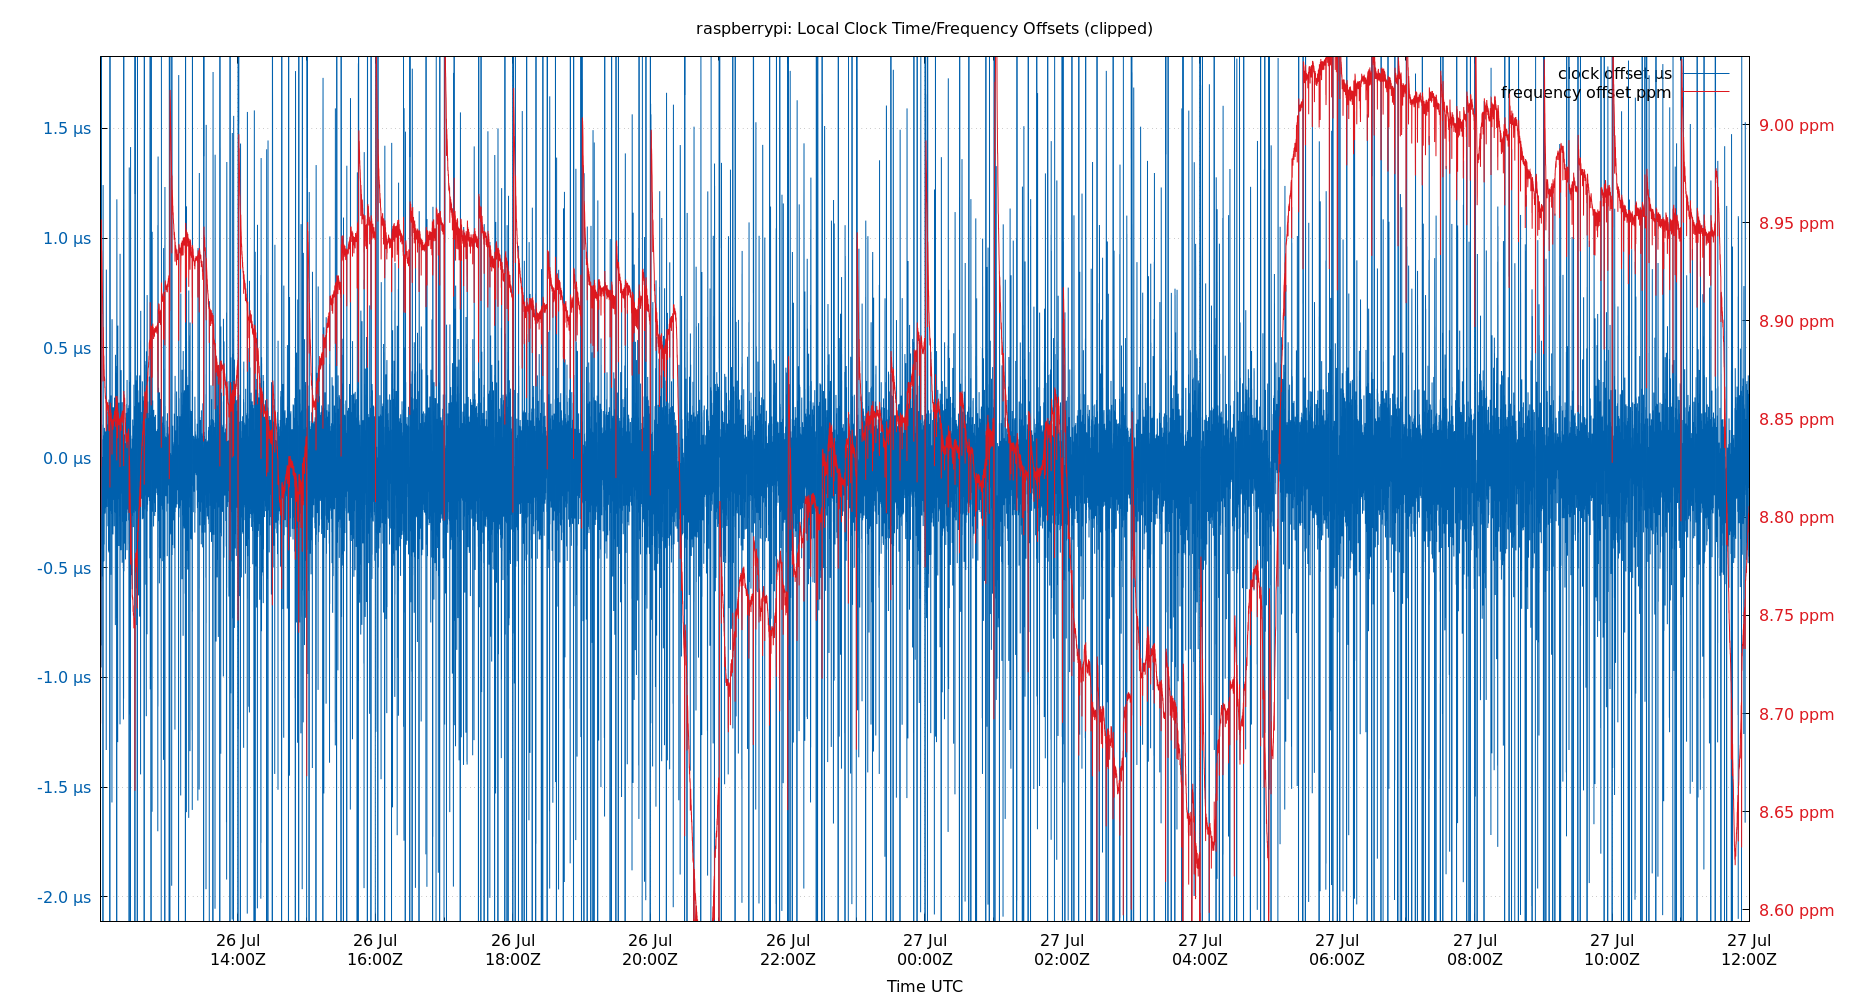 raspberrypi: Local Clock Time/Frequency Offsets (clipped)
clock offset µs
frequency offset ppm
1.5 µs
1.0 µs
0.5 µs
0.0 µs
-0.5 µs
-1.0 µs
-1.5 µs
-2.0 µs
9.00 ppm
8.95 ppm
8.90 ppm
8.85 ppm
8.80 ppm
8.75 ppm
8.70 ppm
8.65 ppm
8.60 ppm
26 Jul 26 Jul 26 Jul 26 Jul 26 Jul 27 Jul 27 Jul 27 Jul 27 Jul 27 Jul 27 Jul 27 Jul
14:00Z 16:00Z 18:00Z 20:00Z 22:00Z 00:00Z 02:00Z 04:00Z 06:00Z 08:00Z 10:00Z 12:00Z
Time UTC